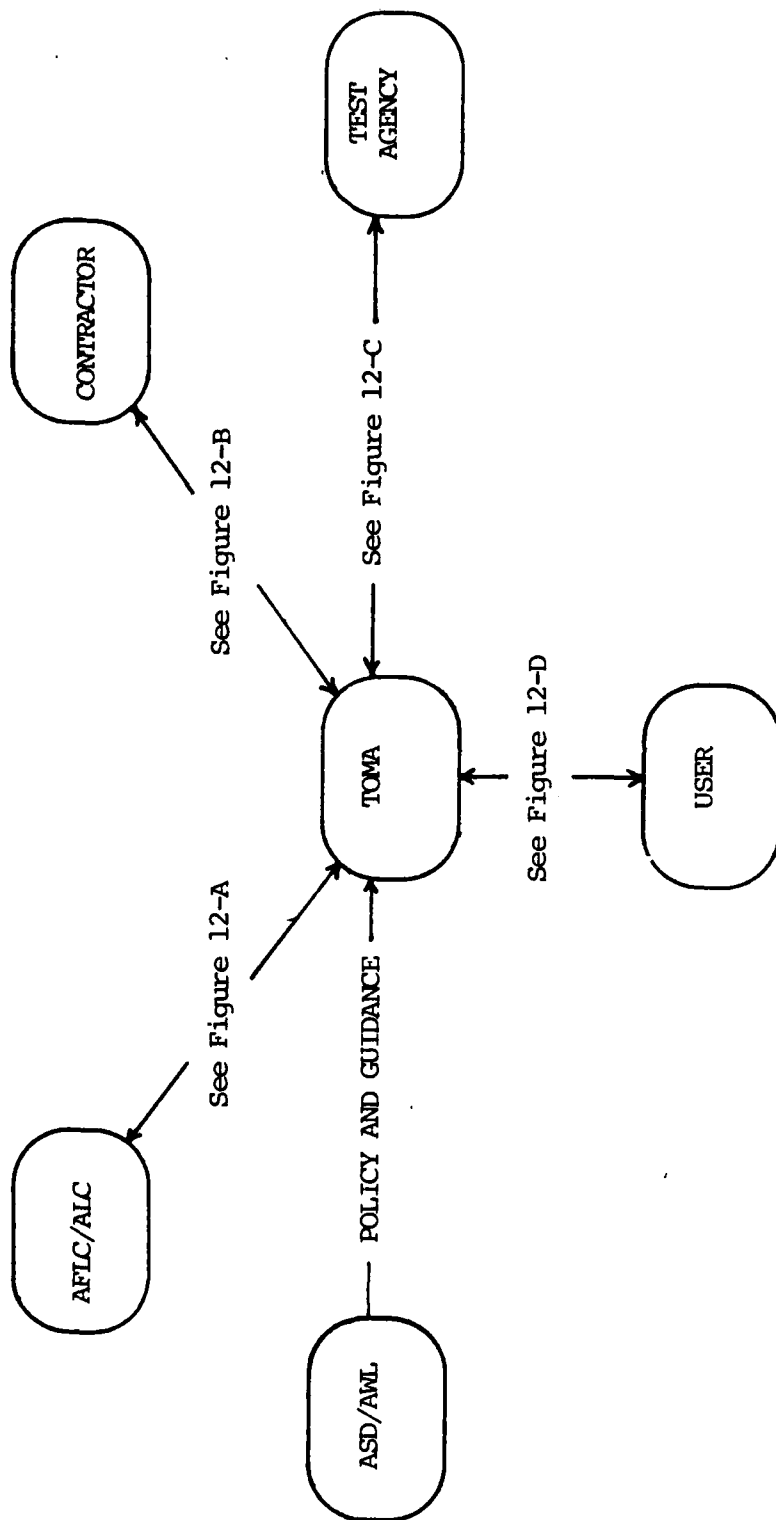 AFLC/ALC
CONTRACTOR
See Figure 12-A
See Figure 12-B
ASD/AWL
POLICY AND GUIDANCE
TOMA
See Figure 12-C
TEST
AGENCY
See Figure 12-D
USER